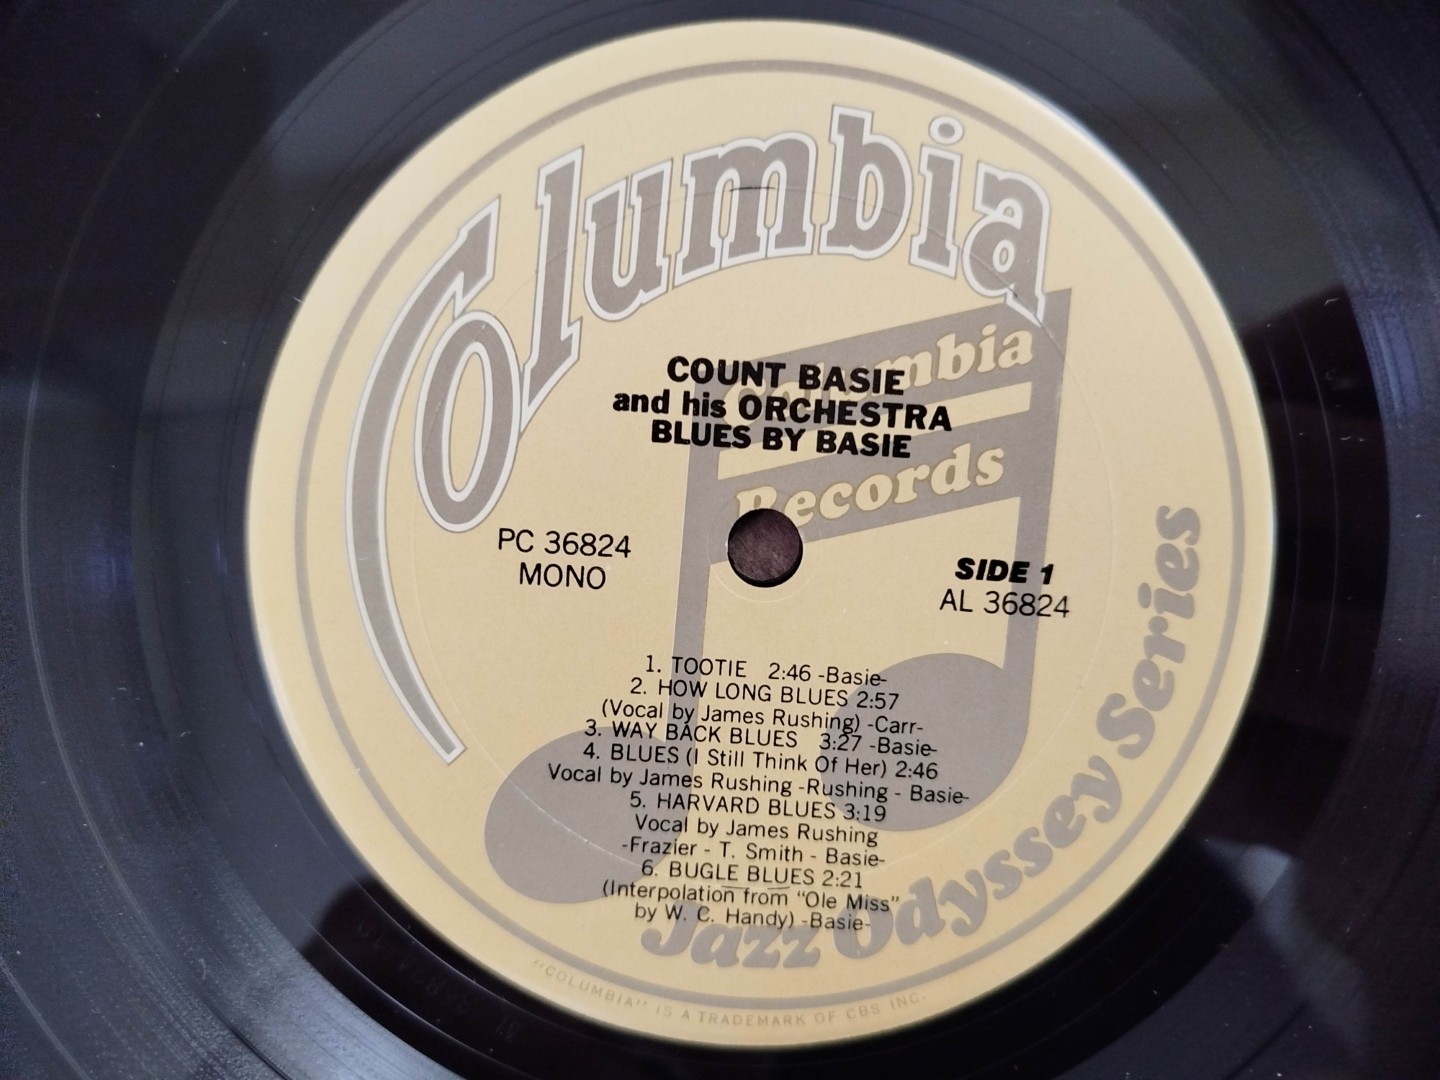 Columbia
Columbia
Records
COUNT BASIE
and his ORCHESTRA
BLUES BY BASIE
PC 36824
MONO
SIDE 1
AL 36824
1. TOOTIE 2:46 -Basie-
2. HOW LONG BLUES 2:57
(Vocal by James Rushing) -Carr-
3. WAY BACK BLUES 3:27 -Basie-
4. BLUES (I Still Think Of Her) 2:46
Vocal by James Rushing -Rushing - Basie-
5. HARVARD BLUES 3:19
Vocal by James Rushing
-Frazier - T. Smith - Basie-
6. BUGLE BLUES 2:21
(Interpolation from "Ole Miss"
by W. C. Handy) -Basie-
Jazz Odyssey Series
"COLUMBIA" IS A TRADEMARK OF CBS INC.